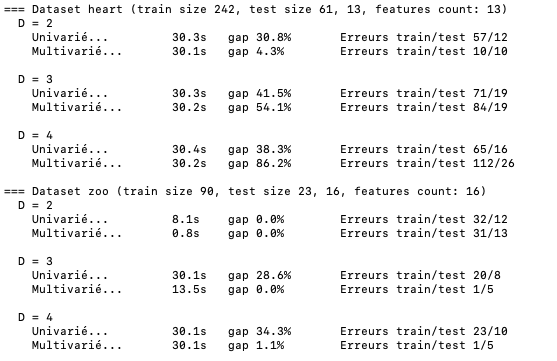 === Dataset heart (train size 242, test size 61, 13, features count: 13)
D = 2
Univarié... 30.3s gap 30.8% Erreurs train/test 57/12
Multivarié... 30.1s gap 4.3% Erreurs train/test 10/10
D = 3
Univarié... 30.3s gap 41.5% Erreurs train/test 71/19
Multivarié... 30.2s gap 54.1% Erreurs train/test 84/19
D = 4
Univarié... 30.4s gap 38.3% Erreurs train/test 65/16
Multivarié... 30.2s gap 86.2% Erreurs train/test 112/26
=== Dataset zoo (train size 90, test size 23, 16, features count: 16)
D = 2
Univarié... 8.1s gap 0.0% Erreurs train/test 32/12
Multivarié... 0.8s gap 0.0% Erreurs train/test 31/13
D = 3
Univarié... 30.1s gap 28.6% Erreurs train/test 20/8
Multivarié... 13.5s gap 0.0% Erreurs train/test 1/5
D = 4
Univarié... 30.1s gap 34.3% Erreurs train/test 23/10
Multivarié... 30.1s gap 1.1% Erreurs train/test 1/5